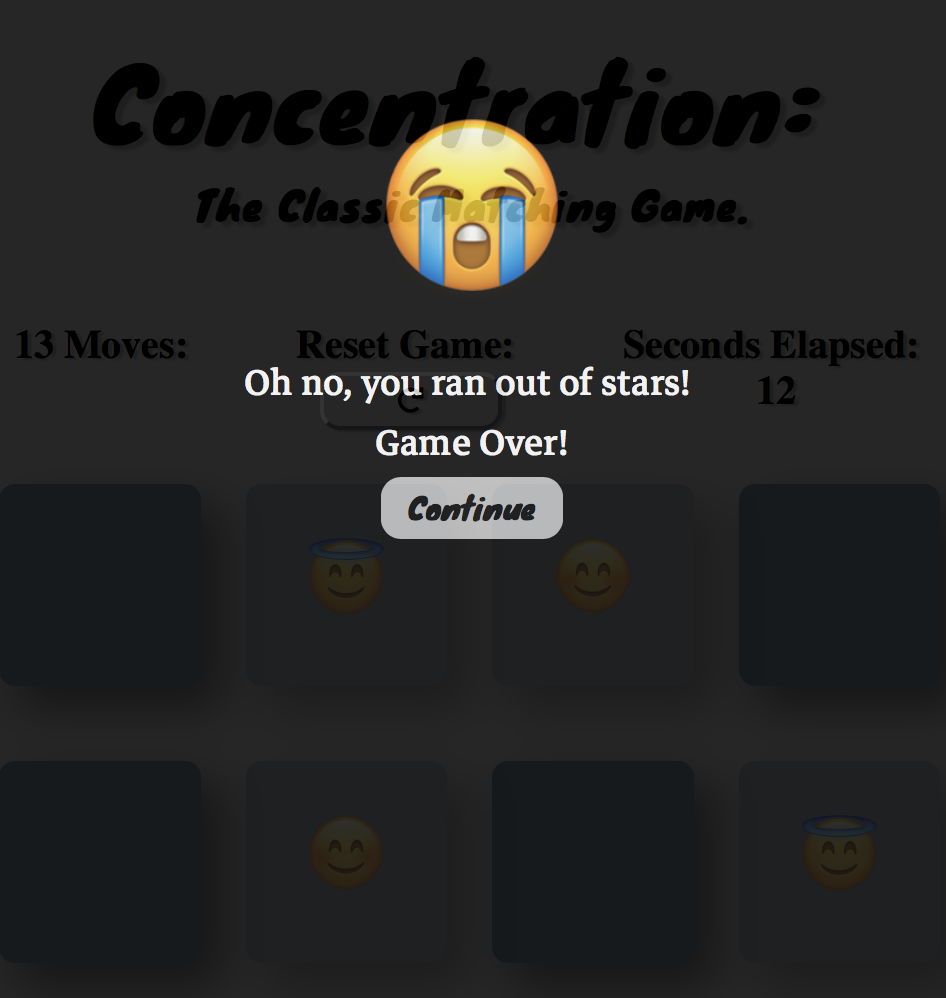 Concentration:
The Classic Matching Game.
13 Moves:
Reset Game:
Seconds Elapsed:
12
Oh no, you ran out of stars!
Game Over!
Continue